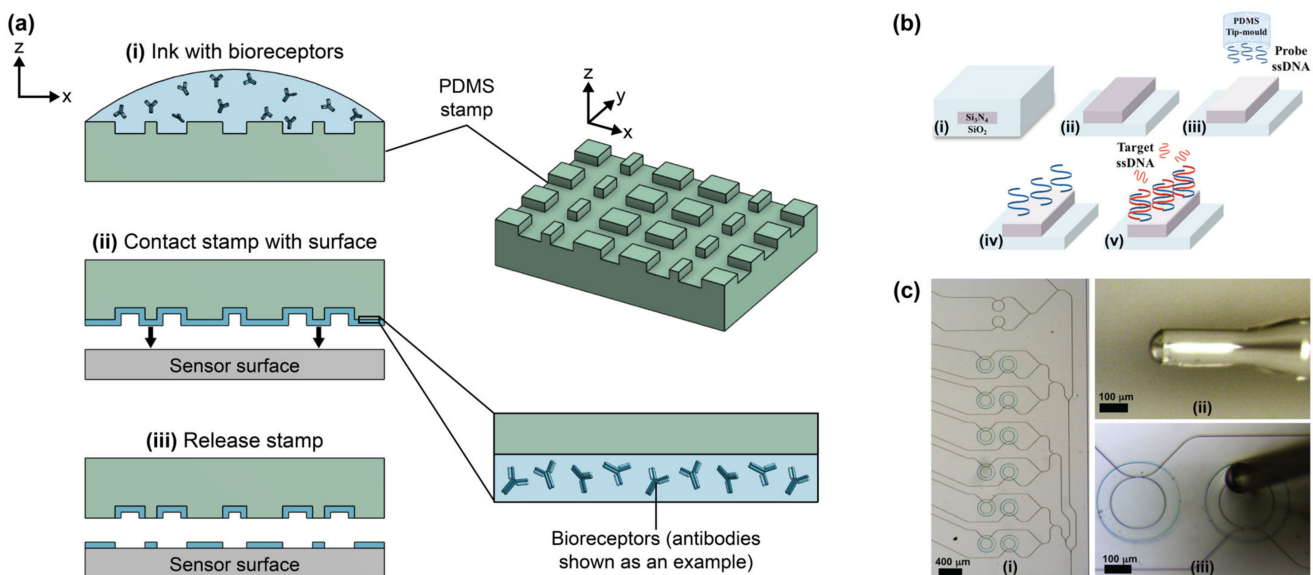 (a)
(i) Ink with bioreceptors
z
x
PDMS
stamp
z
y
x
(ii) Contact stamp with surface
Sensor surface
(iii) Release stamp
Sensor surface
Bioreceptors (antibodies
shown as an example)
(b)
PDMS
Tip-mould
Probe
ssDNA
Si₃N₄
SiO₂
(i)
(ii)
(iii)
Target
ssDNA
(iv)
(v)
(c)
400 µm
(i)
100 µm
(ii)
100 µm
(iii)